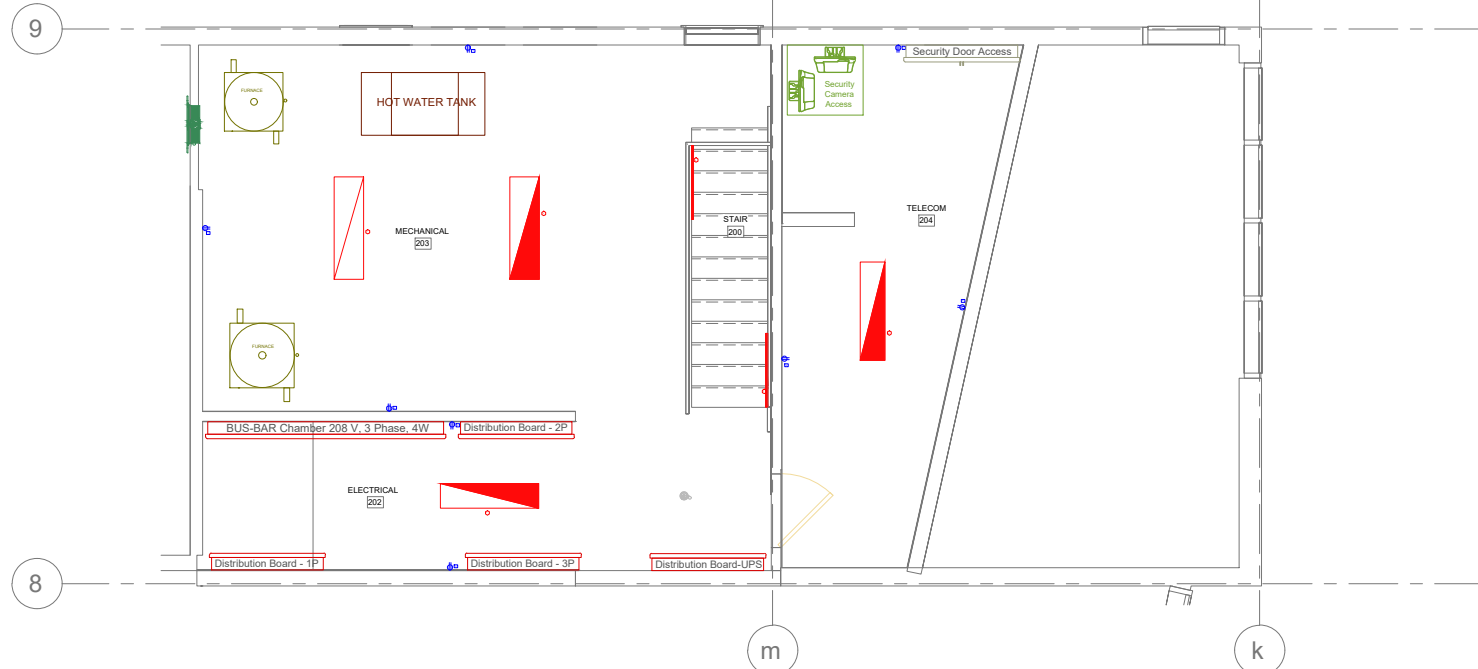 9
Security Door Access
FURNACE
HOT WATER TANK
Security
Camera
Access
MECHANICAL
203
STAIR
200
TELECOM
204
FURNACE
BUS-BAR Chamber 208 V, 3 Phase, 4W
Distribution Board - 2P
ELECTRICAL
202
Distribution Board - 1P
Distribution Board - 3P
Distribution Board-UPS
8
m
k